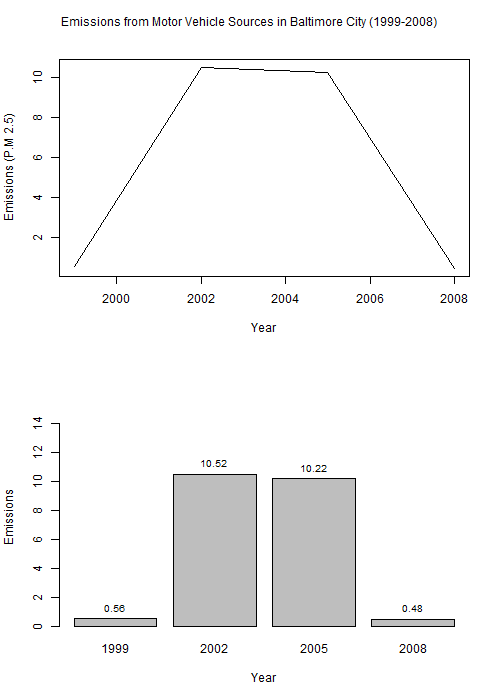 Emissions from Motor Vehicle Sources in Baltimore City (1999-2008)
Emissions (P.M 2.5)
10
8
6
4
2
2000 2002 2004 2006 2008
Year
Emissions
14
12
10
8
6
4
2
0
0.56 10.52 10.22 0.48
1999 2002 2005 2008
Year